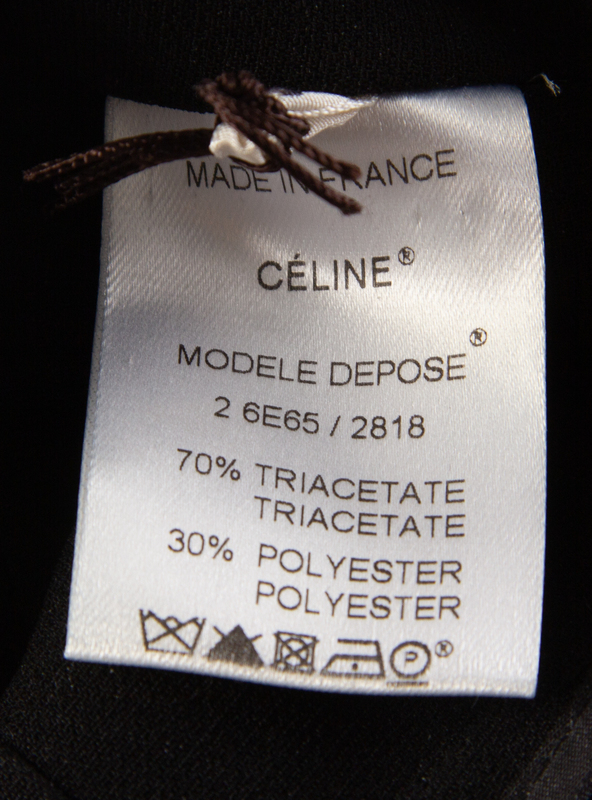 MADE IN FRANCE
CÉLINE®
MODELE DEPOSE®
2 6E65 / 2818
70% TRIACETATE
TRIACETATE
30% POLYESTER
POLYESTER
P ®